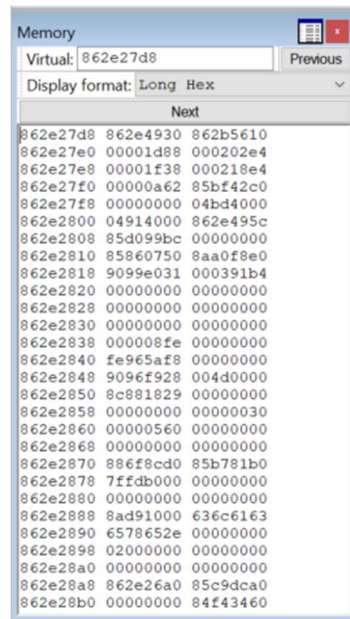 Memory
Virtual: 862e27d8 Previous
Display format: Long Hex
Next
862e27d8 862e4930 862b5610
862e27e0 00001d88 000202e4
862e27e8 00001f38 000218e4
862e27f0 00000a62 85bf42c0
862e27f8 00000000 04bd4000
862e2800 04914000 862e495c
862e2808 85d099bc 00000000
862e2810 85860750 8aa0f8e0
862e2818 9099e031 000391b4
862e2820 00000000 00000000
862e2828 00000000 00000000
862e2830 00000000 00000000
862e2838 000008fe 00000000
862e2840 fe965af8 00000000
862e2848 9096f928 004d0000
862e2850 8c881829 00000000
862e2858 00000000 00000030
862e2860 00000560 00000000
862e2868 00000000 00000000
862e2870 886f8cd0 85b781b0
862e2878 7ffdb000 00000000
862e2880 00000000 00000000
862e2888 8ad91000 636c6163
862e2890 6578652e 00000000
862e2898 02000000 00000000
862e28a0 00000000 00000000
862e28a8 862e26a0 85c9dca0
862e28b0 00000000 84f43460